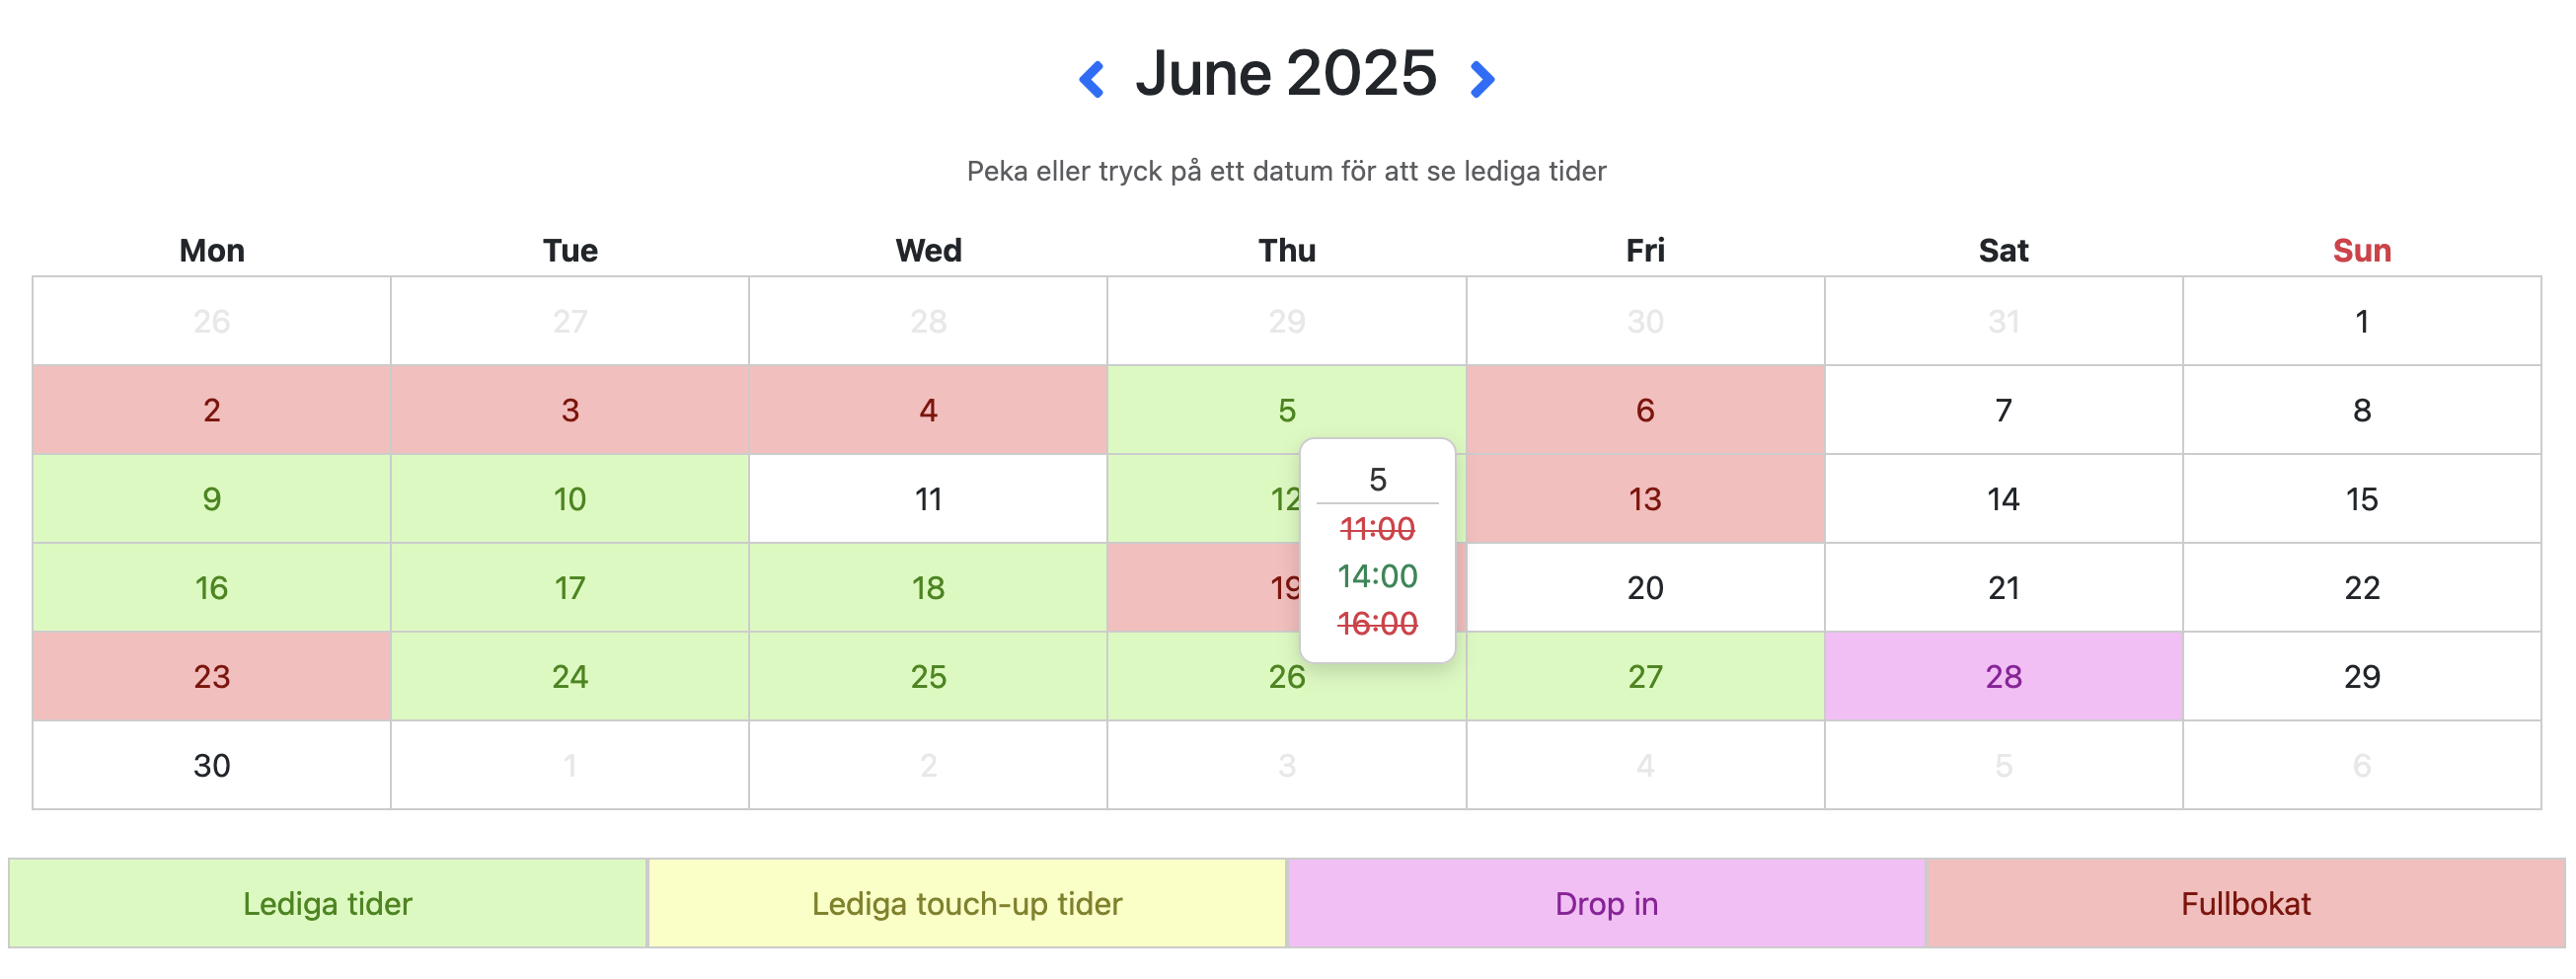 June 2025
Peka eller tryck på ett datum för att se lediga tider
Mon Tue Wed Thu Fri Sat Sun
26 27 28 29 30 31 1
2 3 4 5 6 7 8
9 10 11 12 13 14 15
16 17 18 19 20 21 22
23 24 25 26 27 28 29
30 1 2 3 4 5 6
5
11:00
14:00
16:00
Lediga tider Lediga touch-up tider Drop in Fullbokat